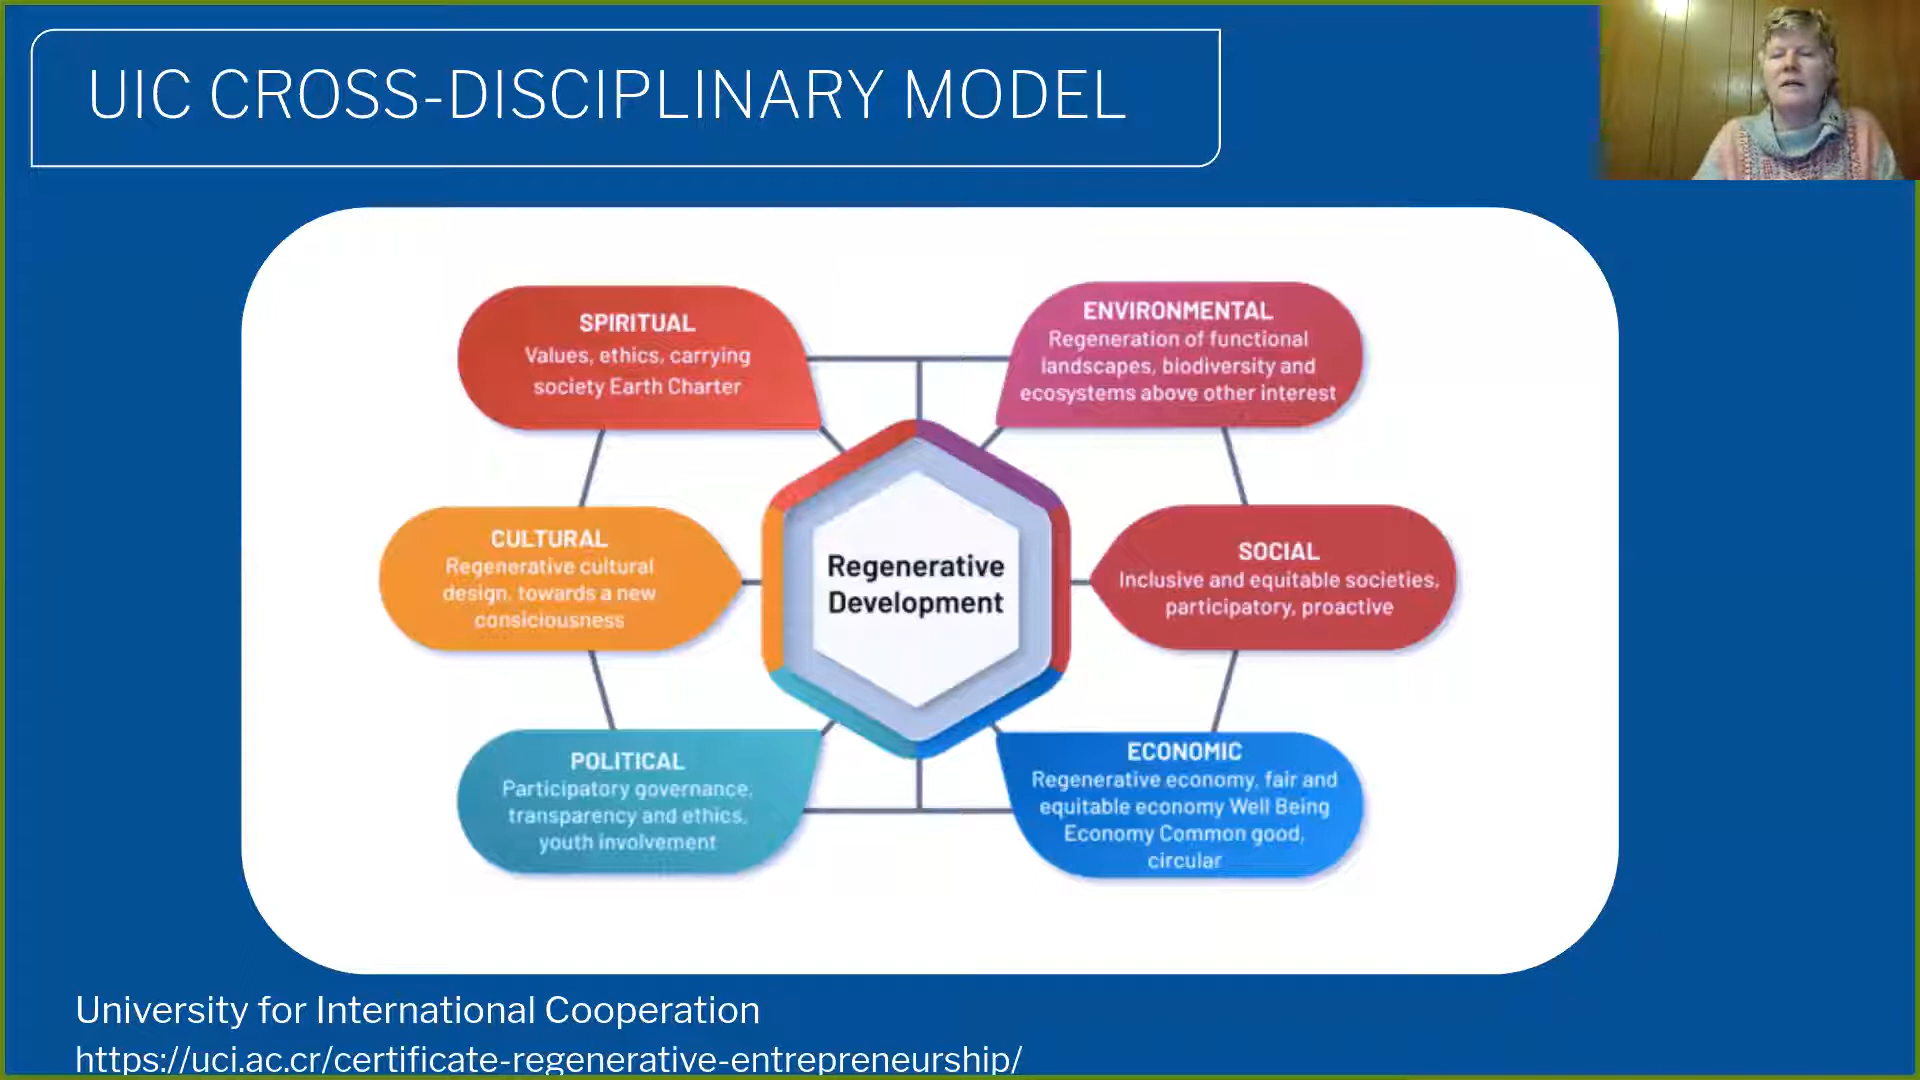 UIC CROSS-DISCIPLINARY MODEL
SPIRITUAL
Values, ethics, carrying
society Earth Charter
ENVIRONMENTAL
Regeneration of functional
landscapes, biodiversity and
ecosystems above other interest
CULTURAL
Regenerative cultural
design, towards a new
consiciousness
Regenerative
Development
SOCIAL
Inclusive and equitable societies,
participatory, proactive
POLITICAL
Participatory governance,
transparency and ethics,
youth involvement
ECONOMIC
Regenerative economy, fair and
equitable economy Well Being
Economy Common good,
circular
University for International Cooperation
https://uci.ac.cr/certificate-regenerative-entrepreneurship/